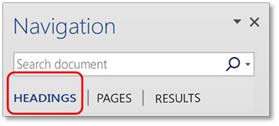 Navigation
Search document
HEADINGS | PAGES | RESULTS